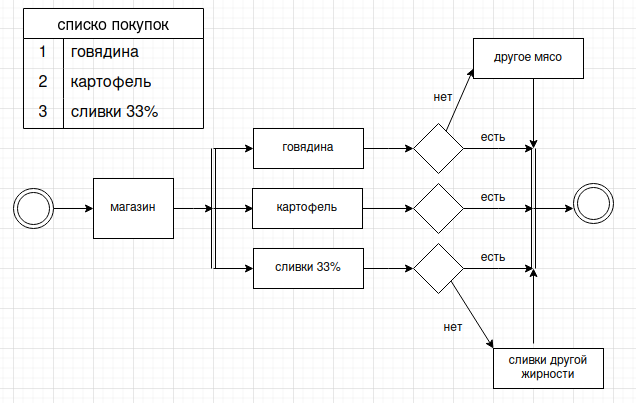 списко покупок
1 говядина
2 картофель
3 сливки 33%
другое мясо
нет
говядина
есть
магазин
картофель
есть
сливки 33%
есть
нет
сливки другой
жирности